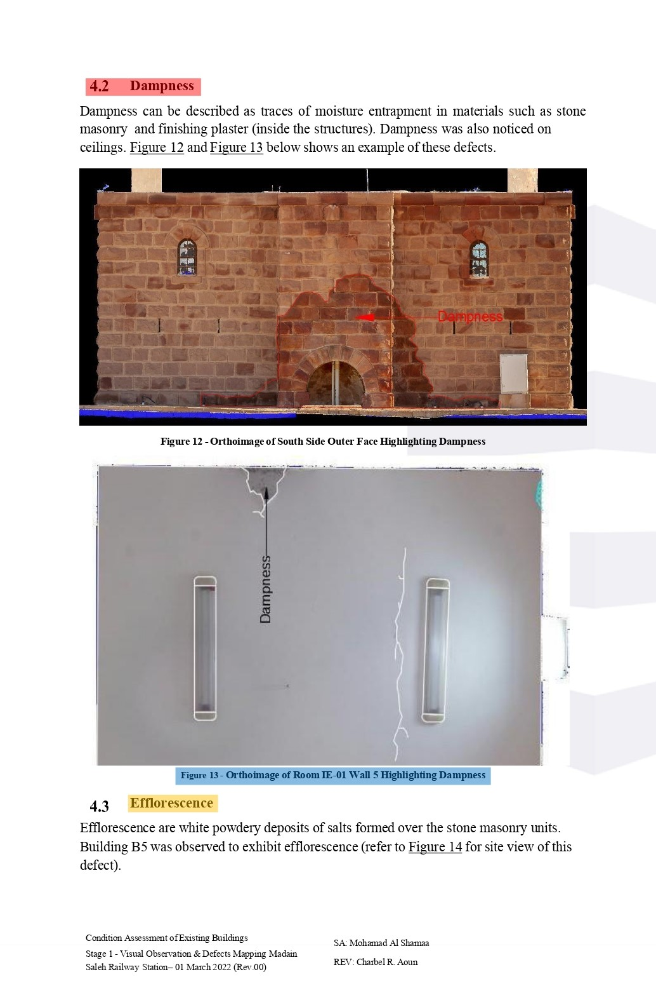 4.2 Dampness
Dampness can be described as traces of moisture entrapment in materials such as stone
masonry and finishing plaster (inside the structures). Dampness was also noticed on
ceilings. Figure 12 and Figure 13 below shows an example of these defects.
Dampness
Figure 12 - Orthoimage of South Side Outer Face Highlighting Dampness
Dampness
Figure 13 - Orthoimage of Room IE-01 Wall 5 Highlighting Dampness
4.3 Efflorescence
Efflorescence are white powdery deposits of salts formed over the stone masonry units.
Building B5 was observed to exhibit efflorescence (refer to Figure 14 for site view of this
defect).
Condition Assessment of Existing Buildings
Stage 1 - Visual Observation & Defects Mapping Madain
Saleh Railway Station– 01 March 2022 (Rev.00)
SA: Mohamad Al Shamaa
REV: Charbel R. Aoun